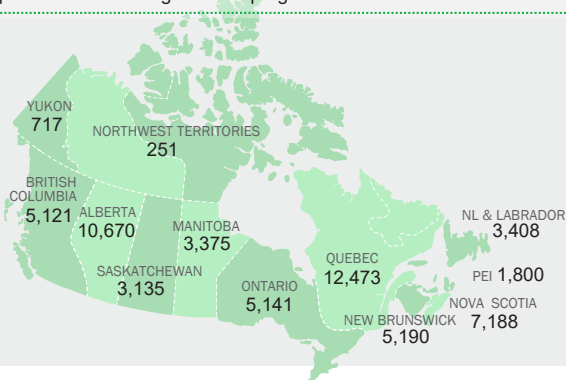 YUKON
717
NORTHWEST TERRITORIES
251
BRITISH
COLUMBIA
5,121
ALBERTA
10,670
MANITOBA
3,375
SASKATCHEWAN
3,135
ONTARIO
5,141
QUEBEC
12,473
NL & LABRADOR
3,408
PEI 1,800
NOVA SCOTIA
7,188
NEW BRUNSWICK
5,190